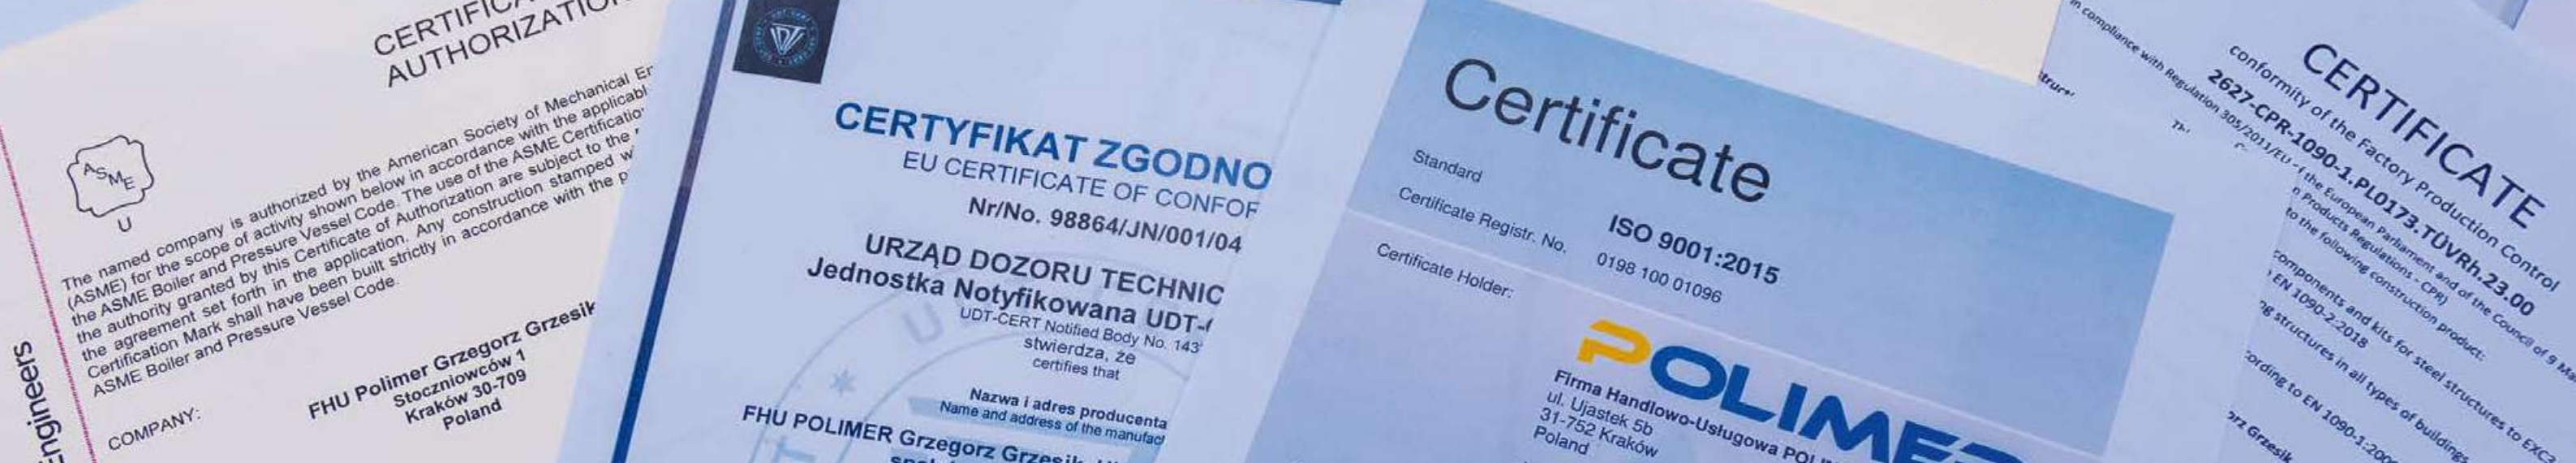 CERTIFICA
AUTHORIZATIO
ASME
U
The named company is authorized by the American Society of Mechanical En
(ASME) for the scope of activity shown below in accordance with the applicabl
the ASME Boiler and Pressure Vessel Code. The use of the ASME Certification
the authority granted by this Certificate of Authorization are subject to the
the agreement set forth in the application. Any construction stamped w
Certification Mark shall have been built strictly in accordance with the p
ASME Boiler and Pressure Vessel Code.
COMPANY:
FHU Polimer Grzegorz Grzesik
Stoczniowców 1
Kraków 30-709
Poland
Engineers
CERTYFIKAT ZGODNO
EU CERTIFICATE OF CONFOR
Nr/No. 98864/JN/001/04
URZĄD DOZORU TECHNIC
Jednostka Notyfikowana UDT-
UDT-CERT Notified Body No. 143
stwierdza, że
certifies that
Nazwa i adres producenta
Name and address of the manufact
FHU POLIMER Grzegorz Grzesik
Certificate
Standard
ISO 9001:2015
Certificate Registr. No.
0198 100 01096
Certificate Holder:
POLIMER
Firma Handlowo-Usługowa POLI
ul. Ujastek 5b
31-752 Kraków
Poland
CERTIFICATE
conformity of the Factory Production Control
2627-CPR-1090-1.PL0173.TÜVRh.23.00
in compliance with Regulation 305/2011/EU of the European Parliament and of the Council of 9 Ma
n Products Regulations - CPR)
to the following construction product:
components and kits for steel structures to EXC3
EN 1090-2:2018
ng structures in all types of buildings
ording to EN 1090-1:200
orz Grzesik